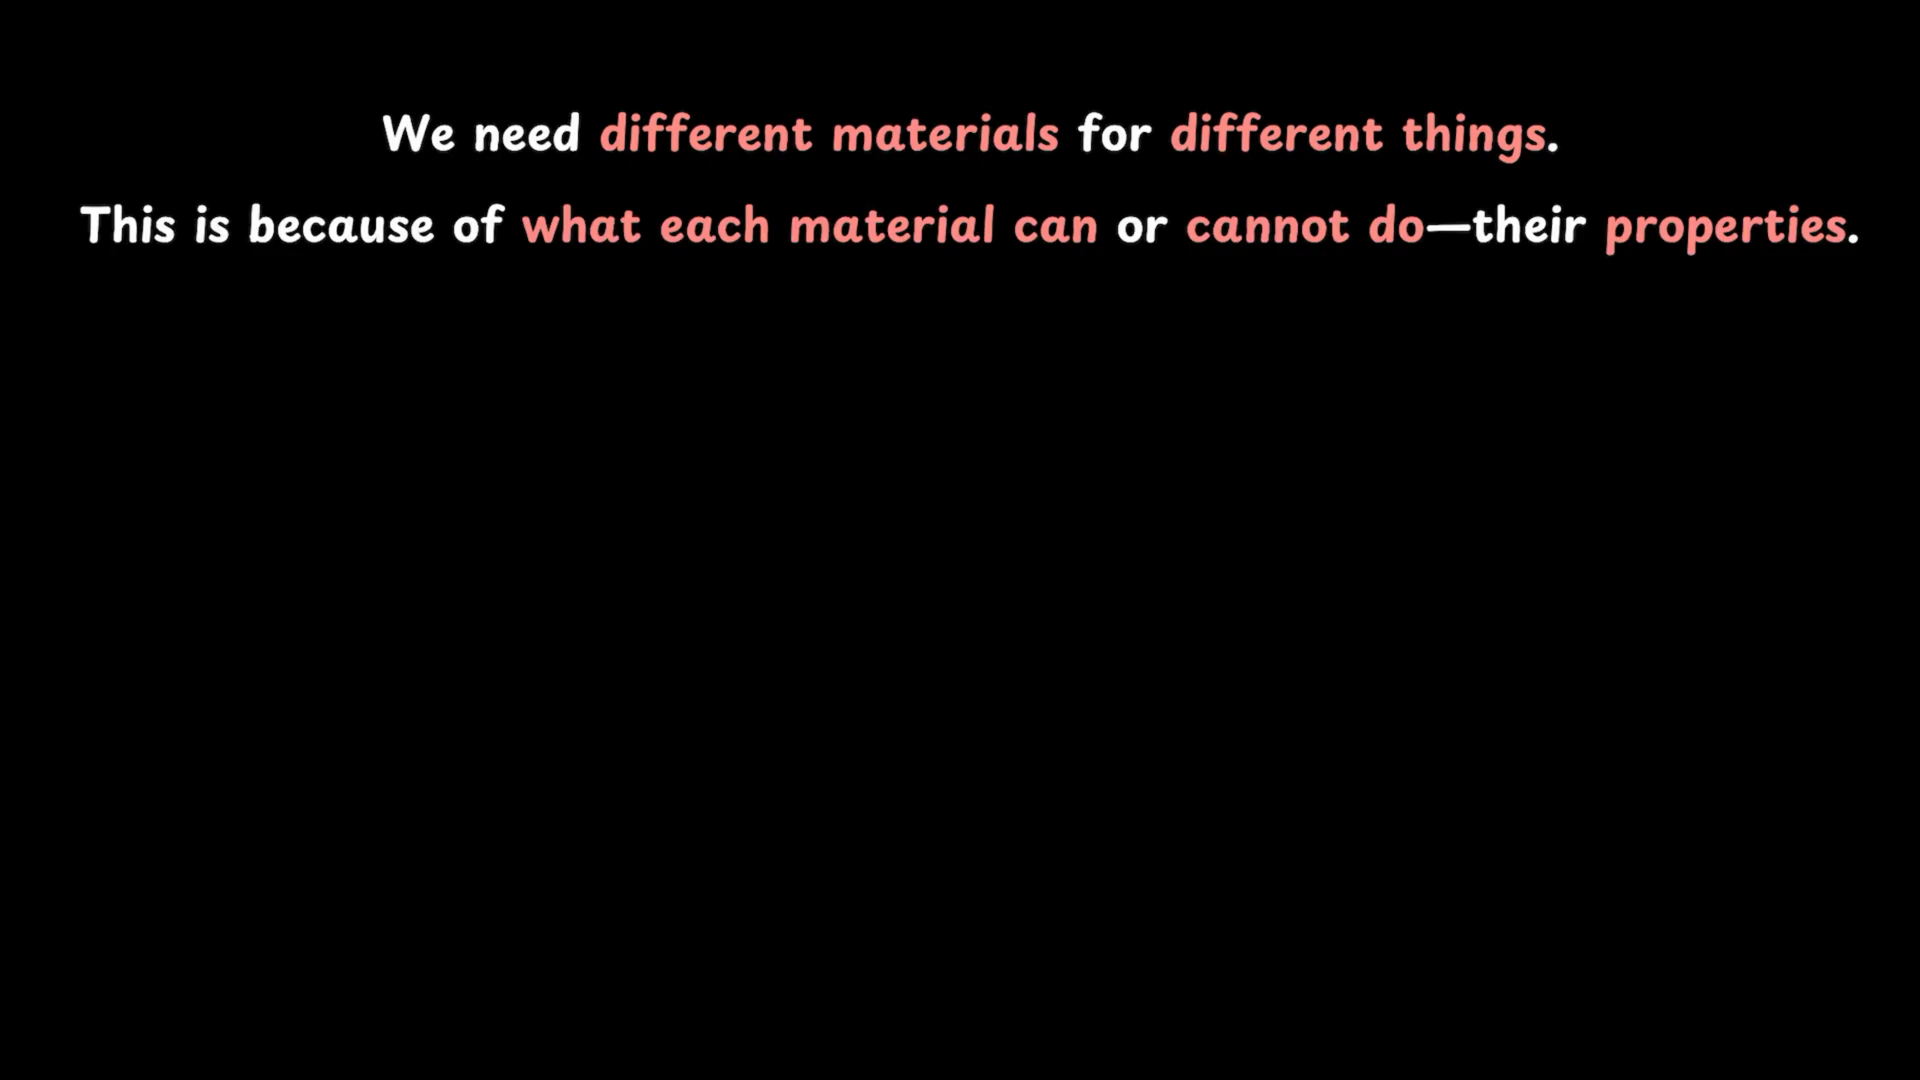 We need different materials for different things.
This is because of what each material can or cannot do—their properties.